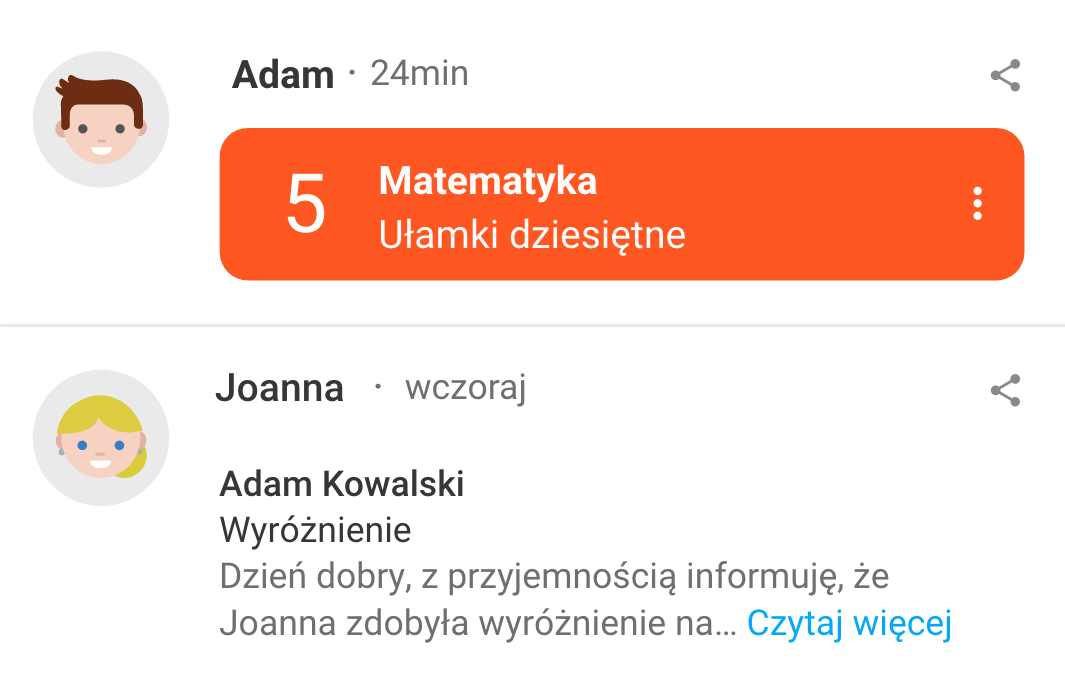 Adam · 24min
5
Matematyka
Ułamki dziesiętne
Joanna · wczoraj
Adam Kowalski
Wyróżnienie
Dzień dobry, z przyjemnością informuję, że
Joanna zdobyła wyróżnienie na... Czytaj więcej